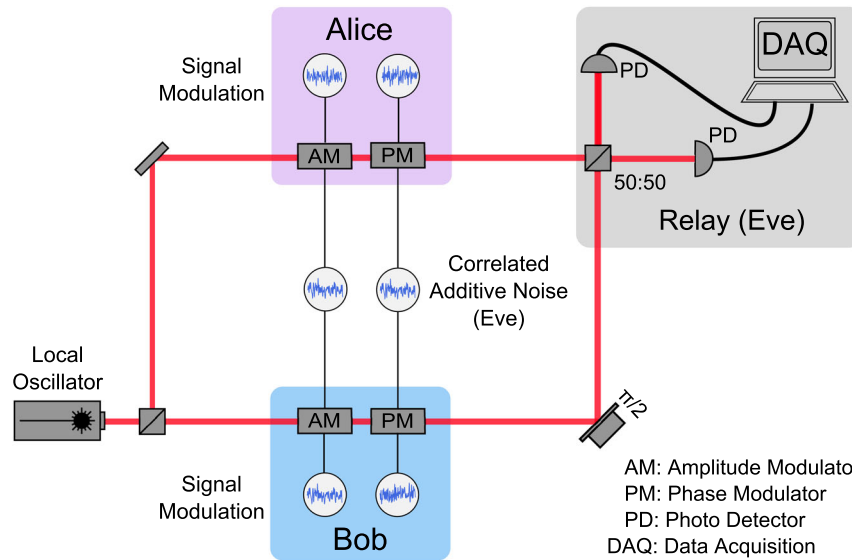 Alice
Signal
Modulation
AM
PM
PD
DAQ
PD
50:50
Relay (Eve)
Correlated
Additive Noise
(Eve)
Local
Oscillator
AM
PM
π/2
Signal
Modulation
Bob
AM: Amplitude Modulato
PM: Phase Modulator
PD: Photo Detector
DAQ: Data Acquisition